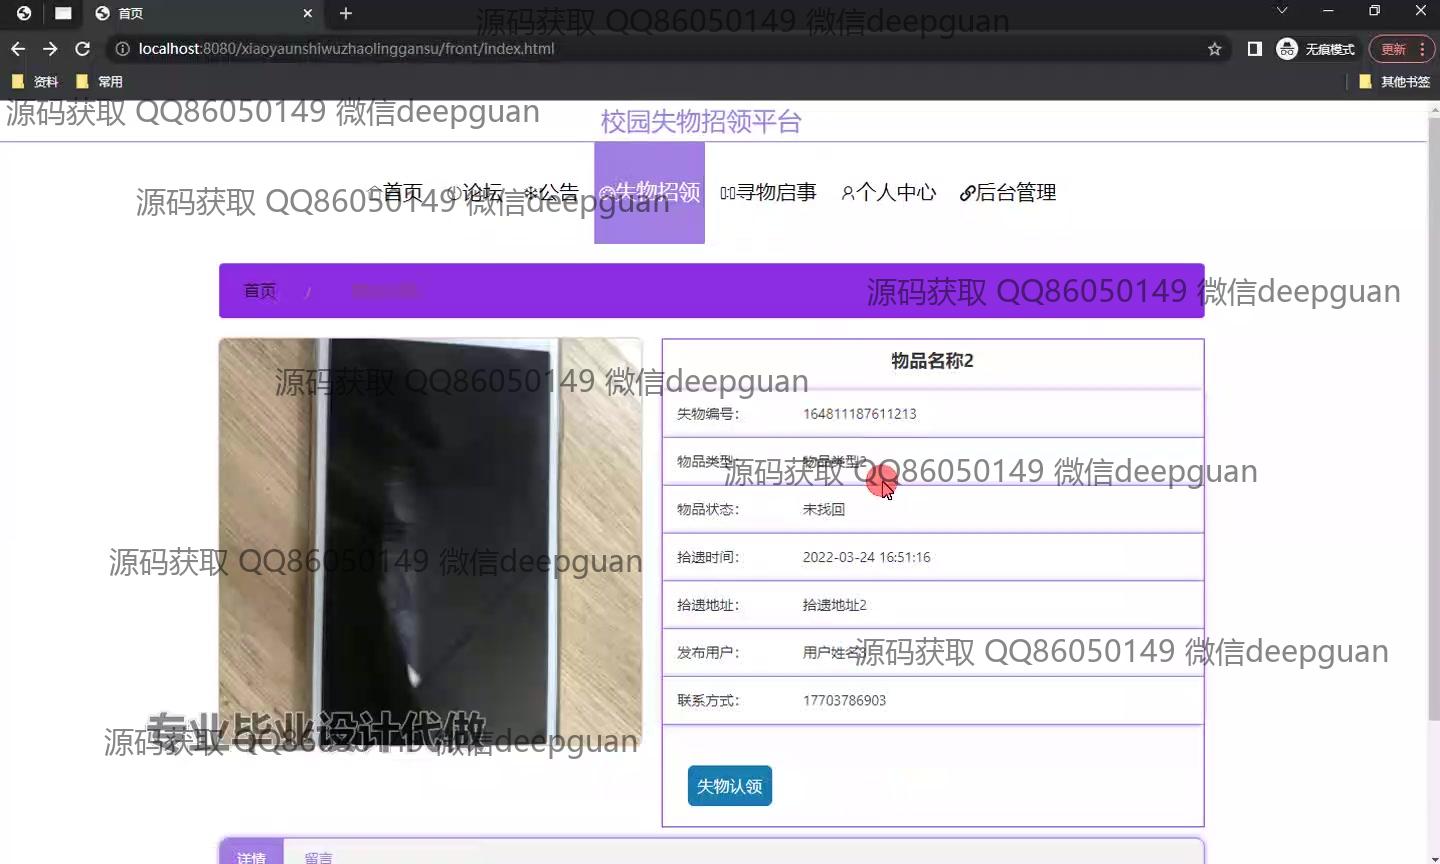 首页
源码获取 QQ86050149 微信deepguan
localhost:8080/xiaoyaunshiwuzhaolinggansu/front/index.html
无痕模式
更新
资料
常用
其他书签
源码获取 QQ86050149 微信deepguan
校园失物招领平台
首页
论坛
公告
失物招领
寻物启事
个人中心
后台管理
源码获取 QQ86050149 微信deepguan
首页 /
源码获取 QQ86050149 微信deepguan
物品名称2
源码获取 QQ86050149 微信deepguan
失物编号： 164811187611213
物品类型： 物品类型2
源码获取 QQ86050149 微信deepguan
物品状态： 未找回
拾遗时间： 2022-03-24 16:51:16
源码获取 QQ86050149 微信deepguan
拾遗地址： 拾遗地址2
发布用户： 用户姓名3
源码获取 QQ86050149 微信deepguan
联系方式： 17703786903
专业毕业设计代做
源码获取 QQ86050149 微信deepguan
失物认领
详情
留言